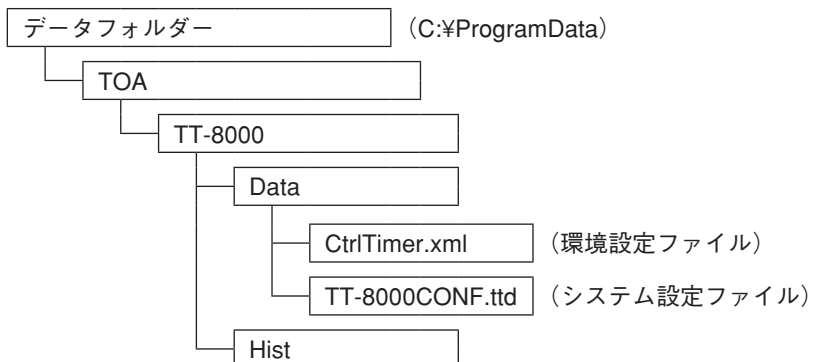 データフォルダー （C:¥ProgramData）
TOA
TT-8000
Data
CtrlTimer.xml （環境設定ファイル）
TT-8000CONF.ttd （システム設定ファイル）
Hist